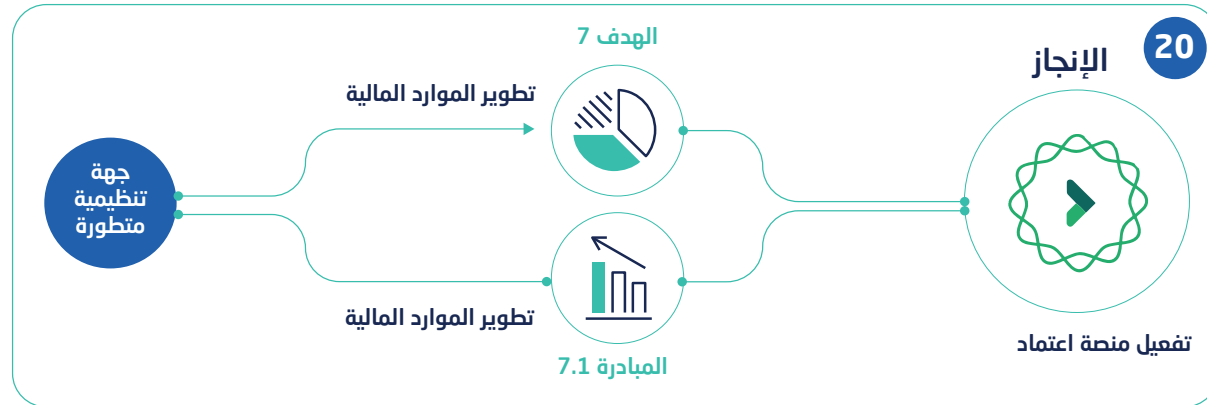 20
الإنجاز
تفعيل منصة اعتماد
الهدف 7
تطوير الموارد المالية
تطوير الموارد المالية
المبادرة 7.1
جهة
تنظيمية
متطورة